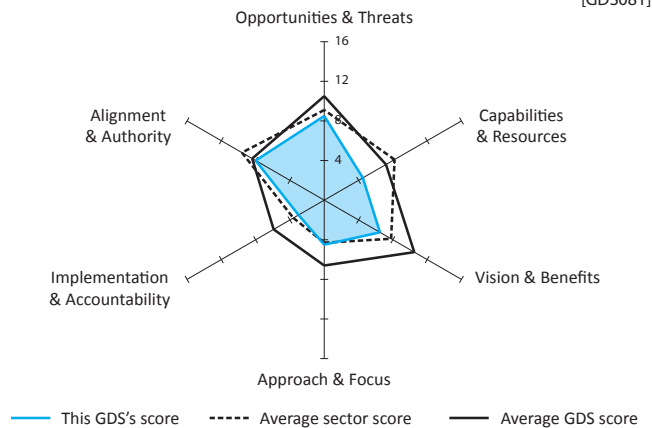 [GDS081]
Opportunities & Threats
16
12
8
4
Alignment
& Authority
Capabilities
& Resources
Implementation
& Accountability
Vision & Benefits
Approach & Focus
This GDS's score
Average sector score
Average GDS score